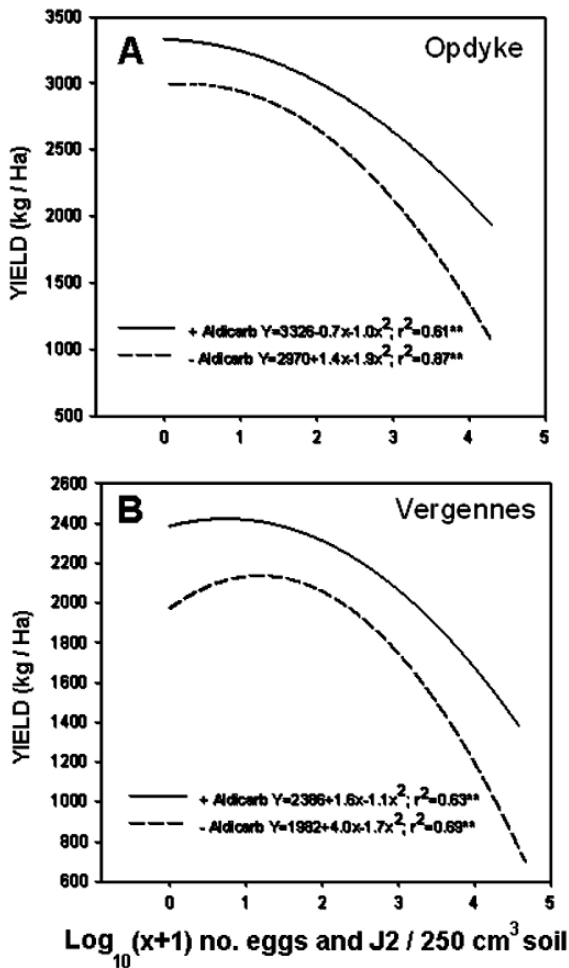 A
Opdyke
YIELD (kg / Ha)
3500
3000
2500
2000
1500
1000
500
+ Aldicarb Y=3326-0.7x-1.0x²; r²=0.61**
- Aldicarb Y=2970+1.4x-1.9x²; r²=0.87**
0 1 2 3 4 5
B
Vergennes
YIELD (kg / Ha)
2600
2400
2200
2000
1800
1600
1400
1200
1000
800
600
+ Aldicarb Y=2386+1.6x-1.1x²; r²=0.63**
- Aldicarb Y=1982+4.0x-1.7x²; r²=0.69**
0 1 2 3 4 5
Log₁₀(x+1) no. eggs and J2 / 250 cm³ soil